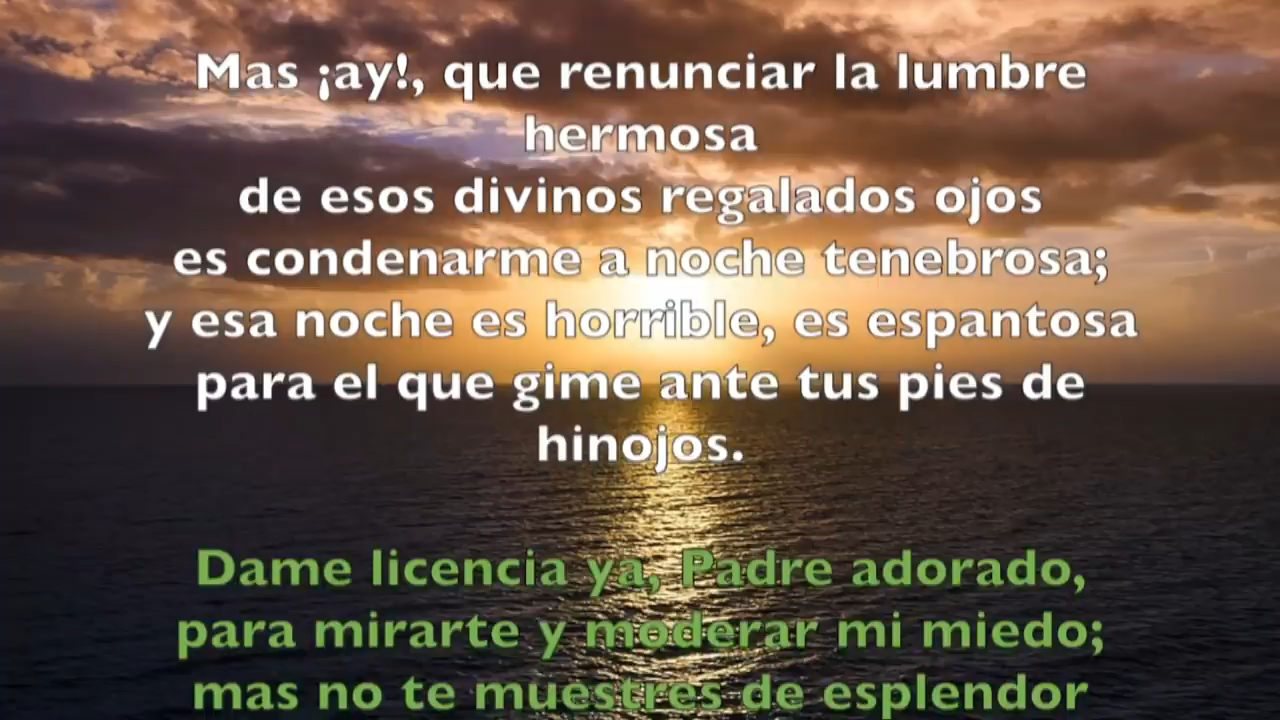 Mas ¡ay!, que renunciar la lumbre
hermosa
de esos divinos regalados ojos
es condenarme a noche tenebrosa;
y esa noche es horrible, es espantosa
para el que gime ante tus pies de
hinojos.
Dame licencia ya, Padre adorado,
para mirarte y moderar mi miedo;
mas no te muestres de esplendor